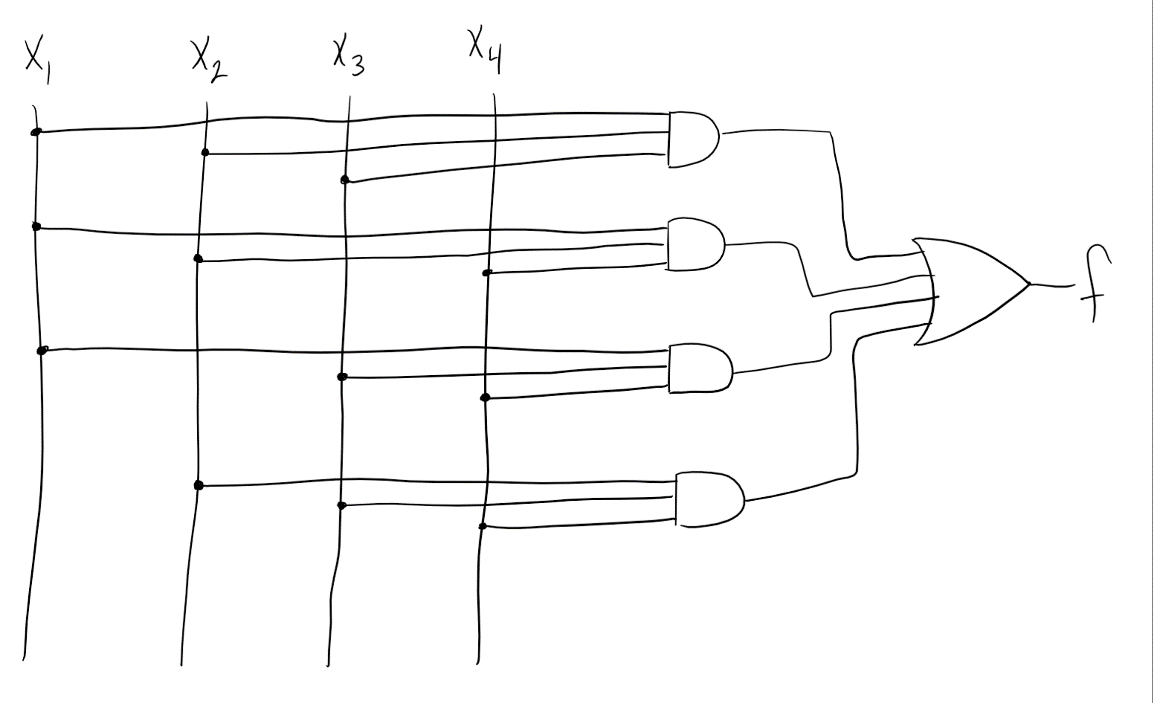 X₁ X₂ X₃ X₄
f